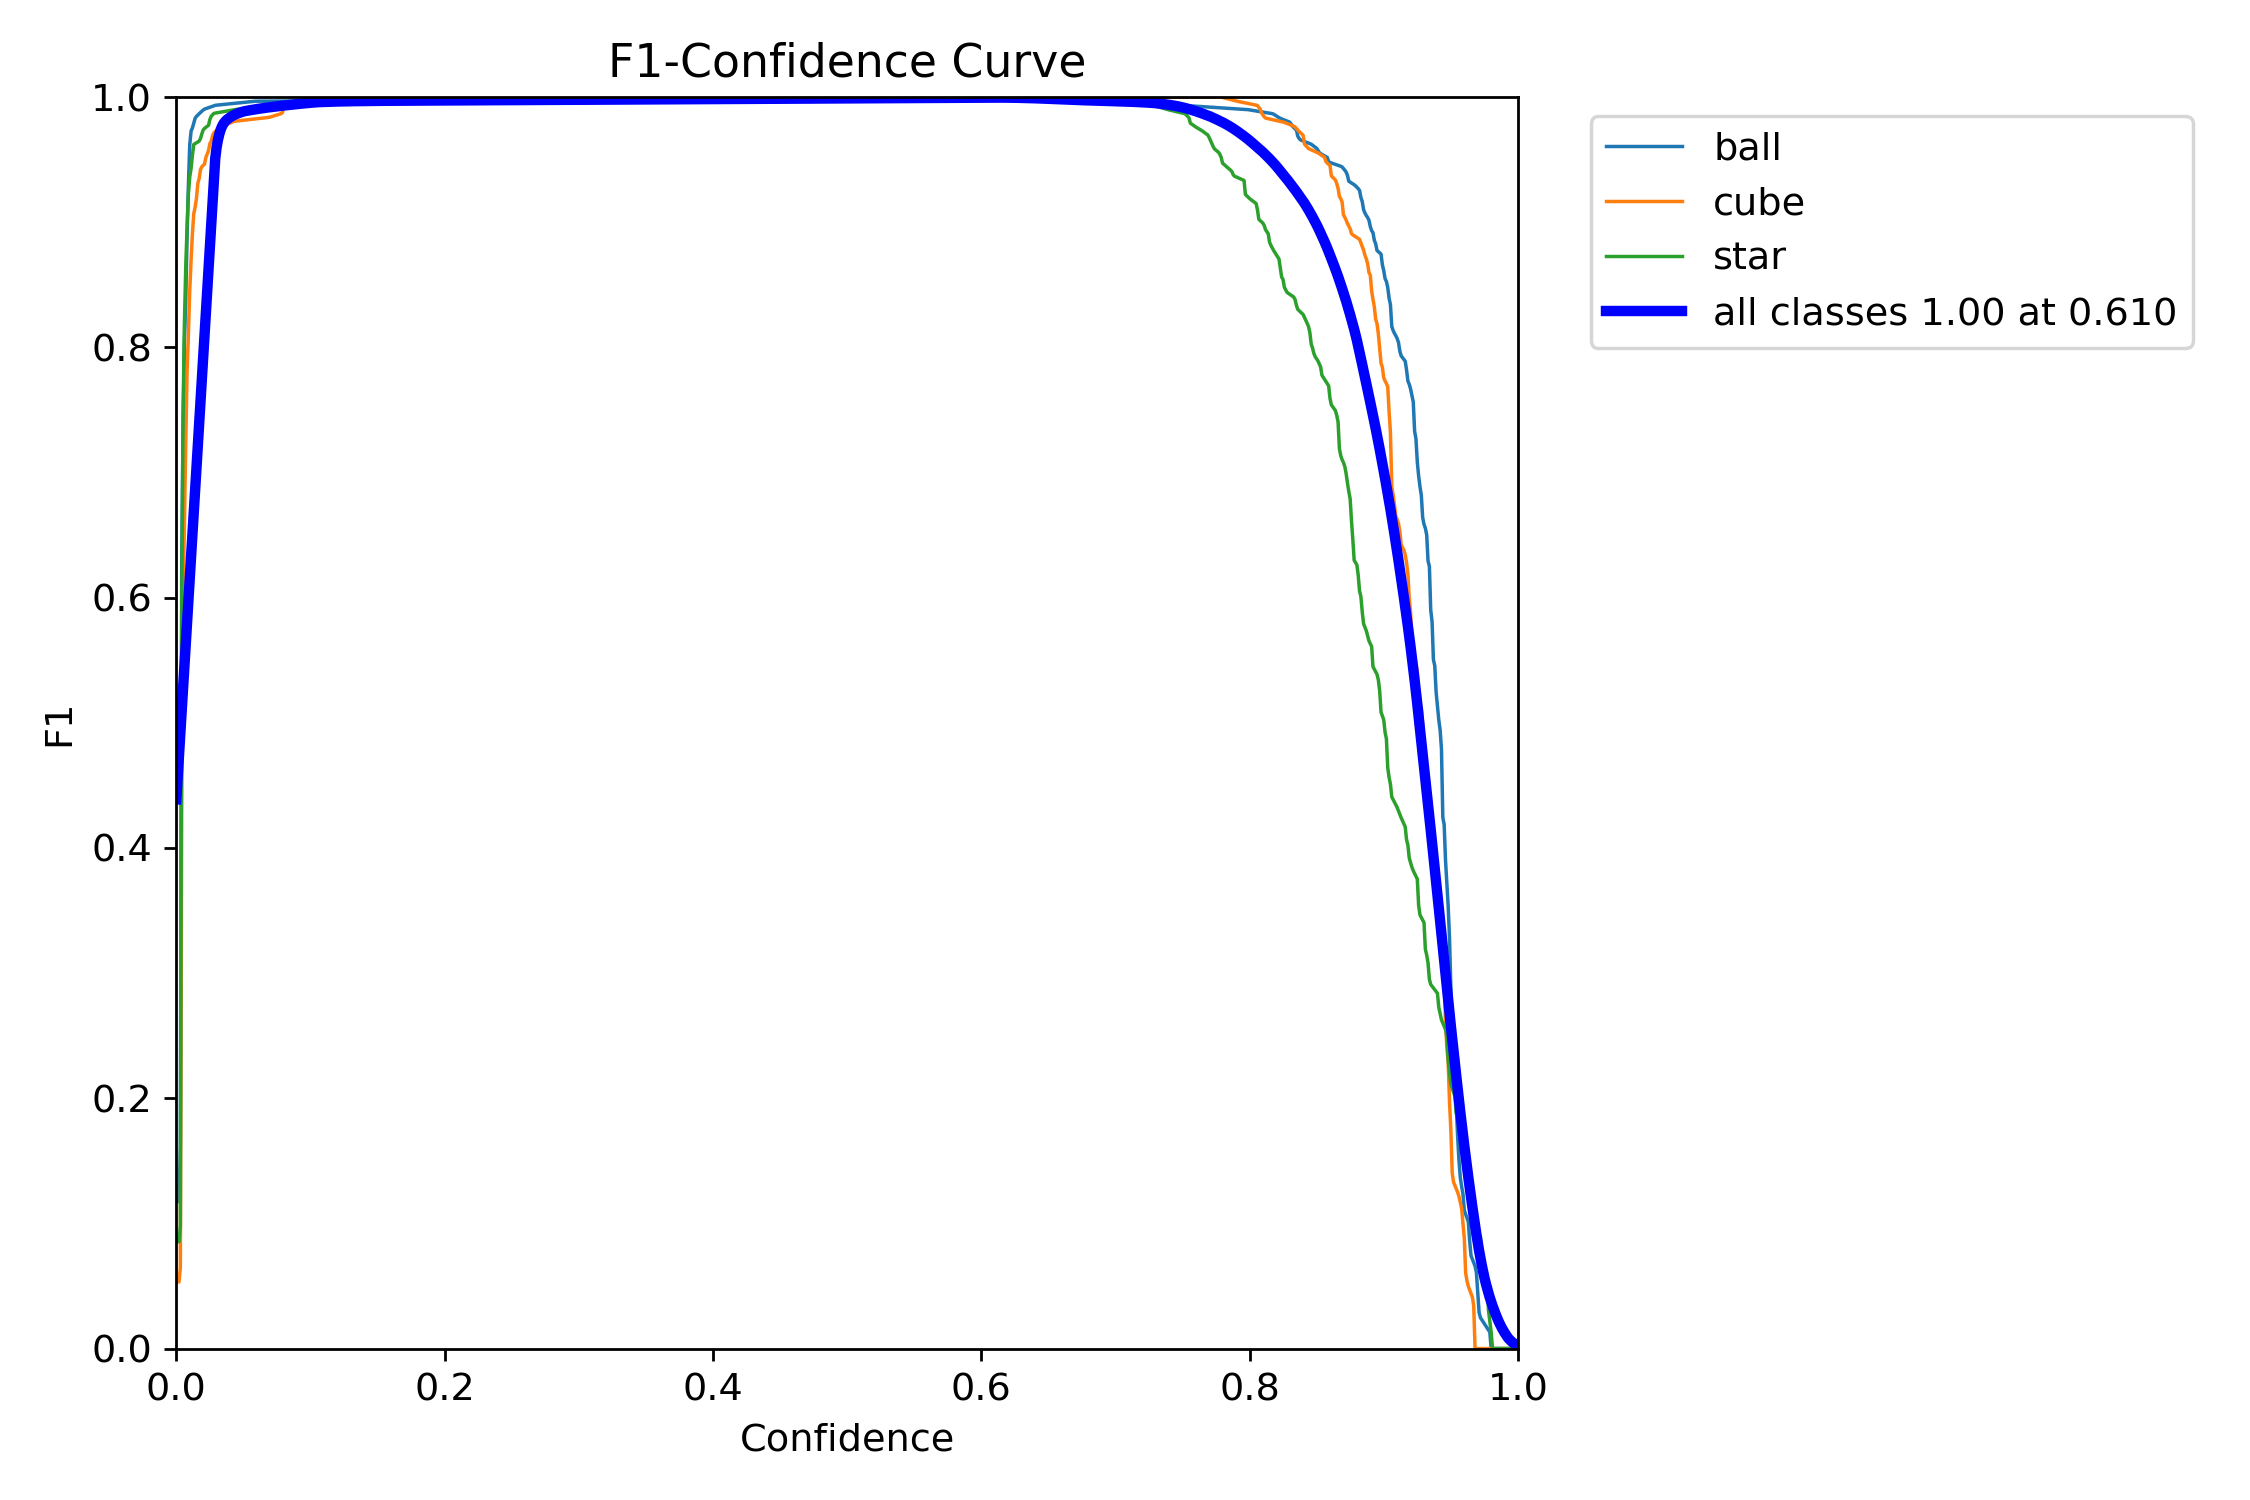 F1-Confidence Curve
1.0
0.8
0.6
0.4
0.2
0.0
F1
0.0 0.2 0.4 0.6 0.8 1.0
Confidence
ball
cube
star
all classes 1.00 at 0.610